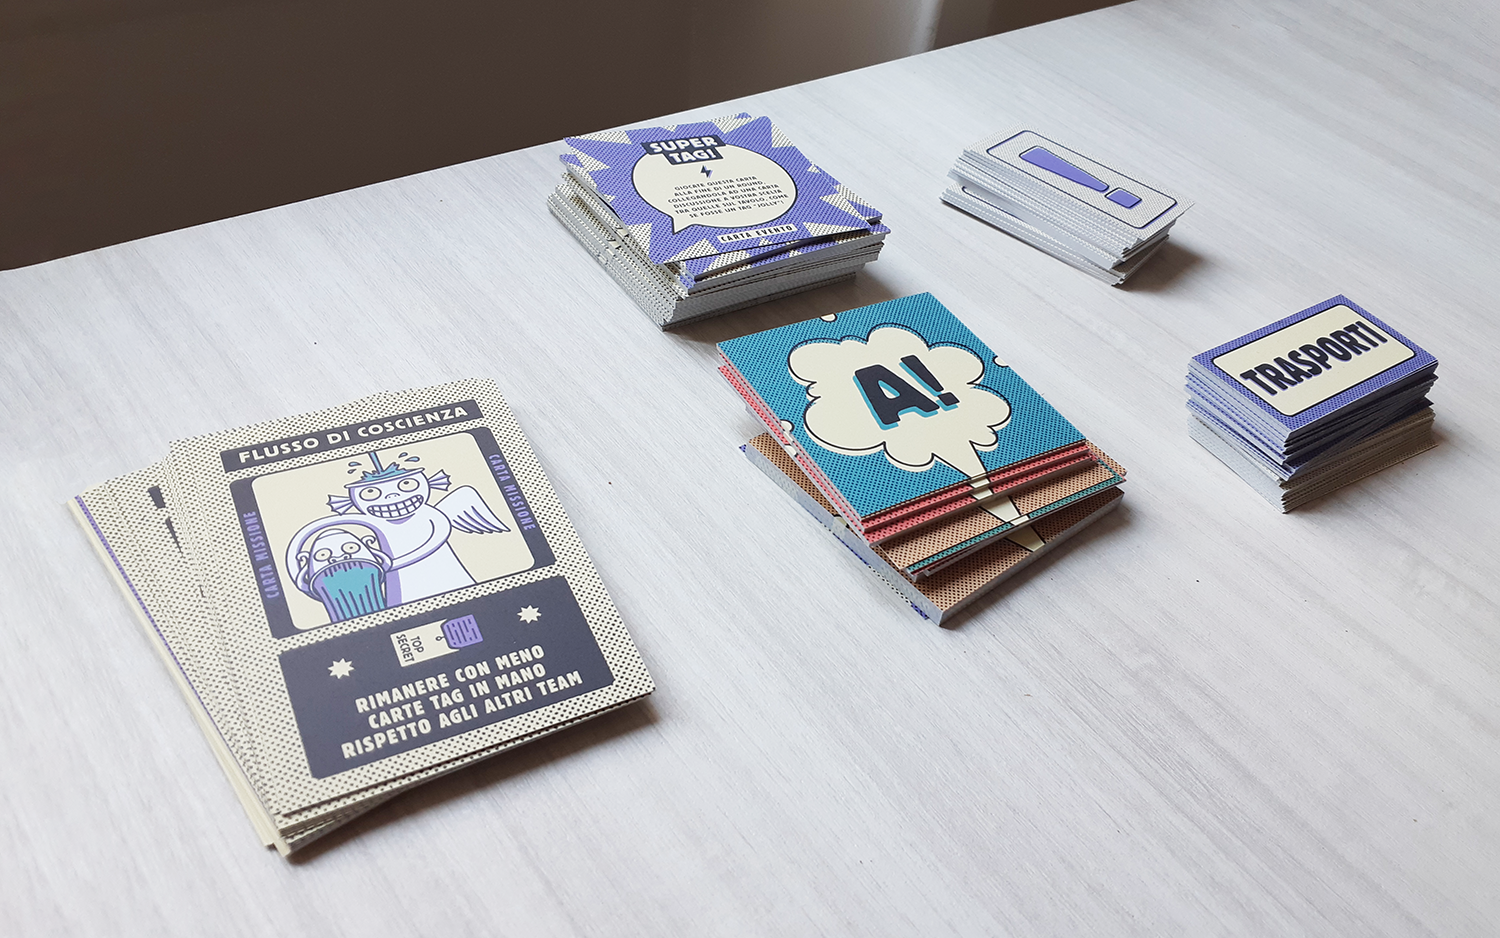 SUPER
TAG!
GIOCATE QUESTA CARTA
ALLA FINE DI UN ROUND,
COLLEGANDOLA AD UNA CARTA
DISCUSSIONE A VOSTRA SCELTA
TRA QUELLE SUL TAVOLO, COME
SE FOSSE UN TAG "JOLLY"!
CARTA EVENTO
!
A!
TRASPORTI
FLUSSO DI COSCIENZA
CARTA MISSIONE
CARTA MISSIONE
TOP
SECRET
RIMANERE CON MENO
CARTE TAG IN MANO
RISPETTO AGLI ALTRI TEAM